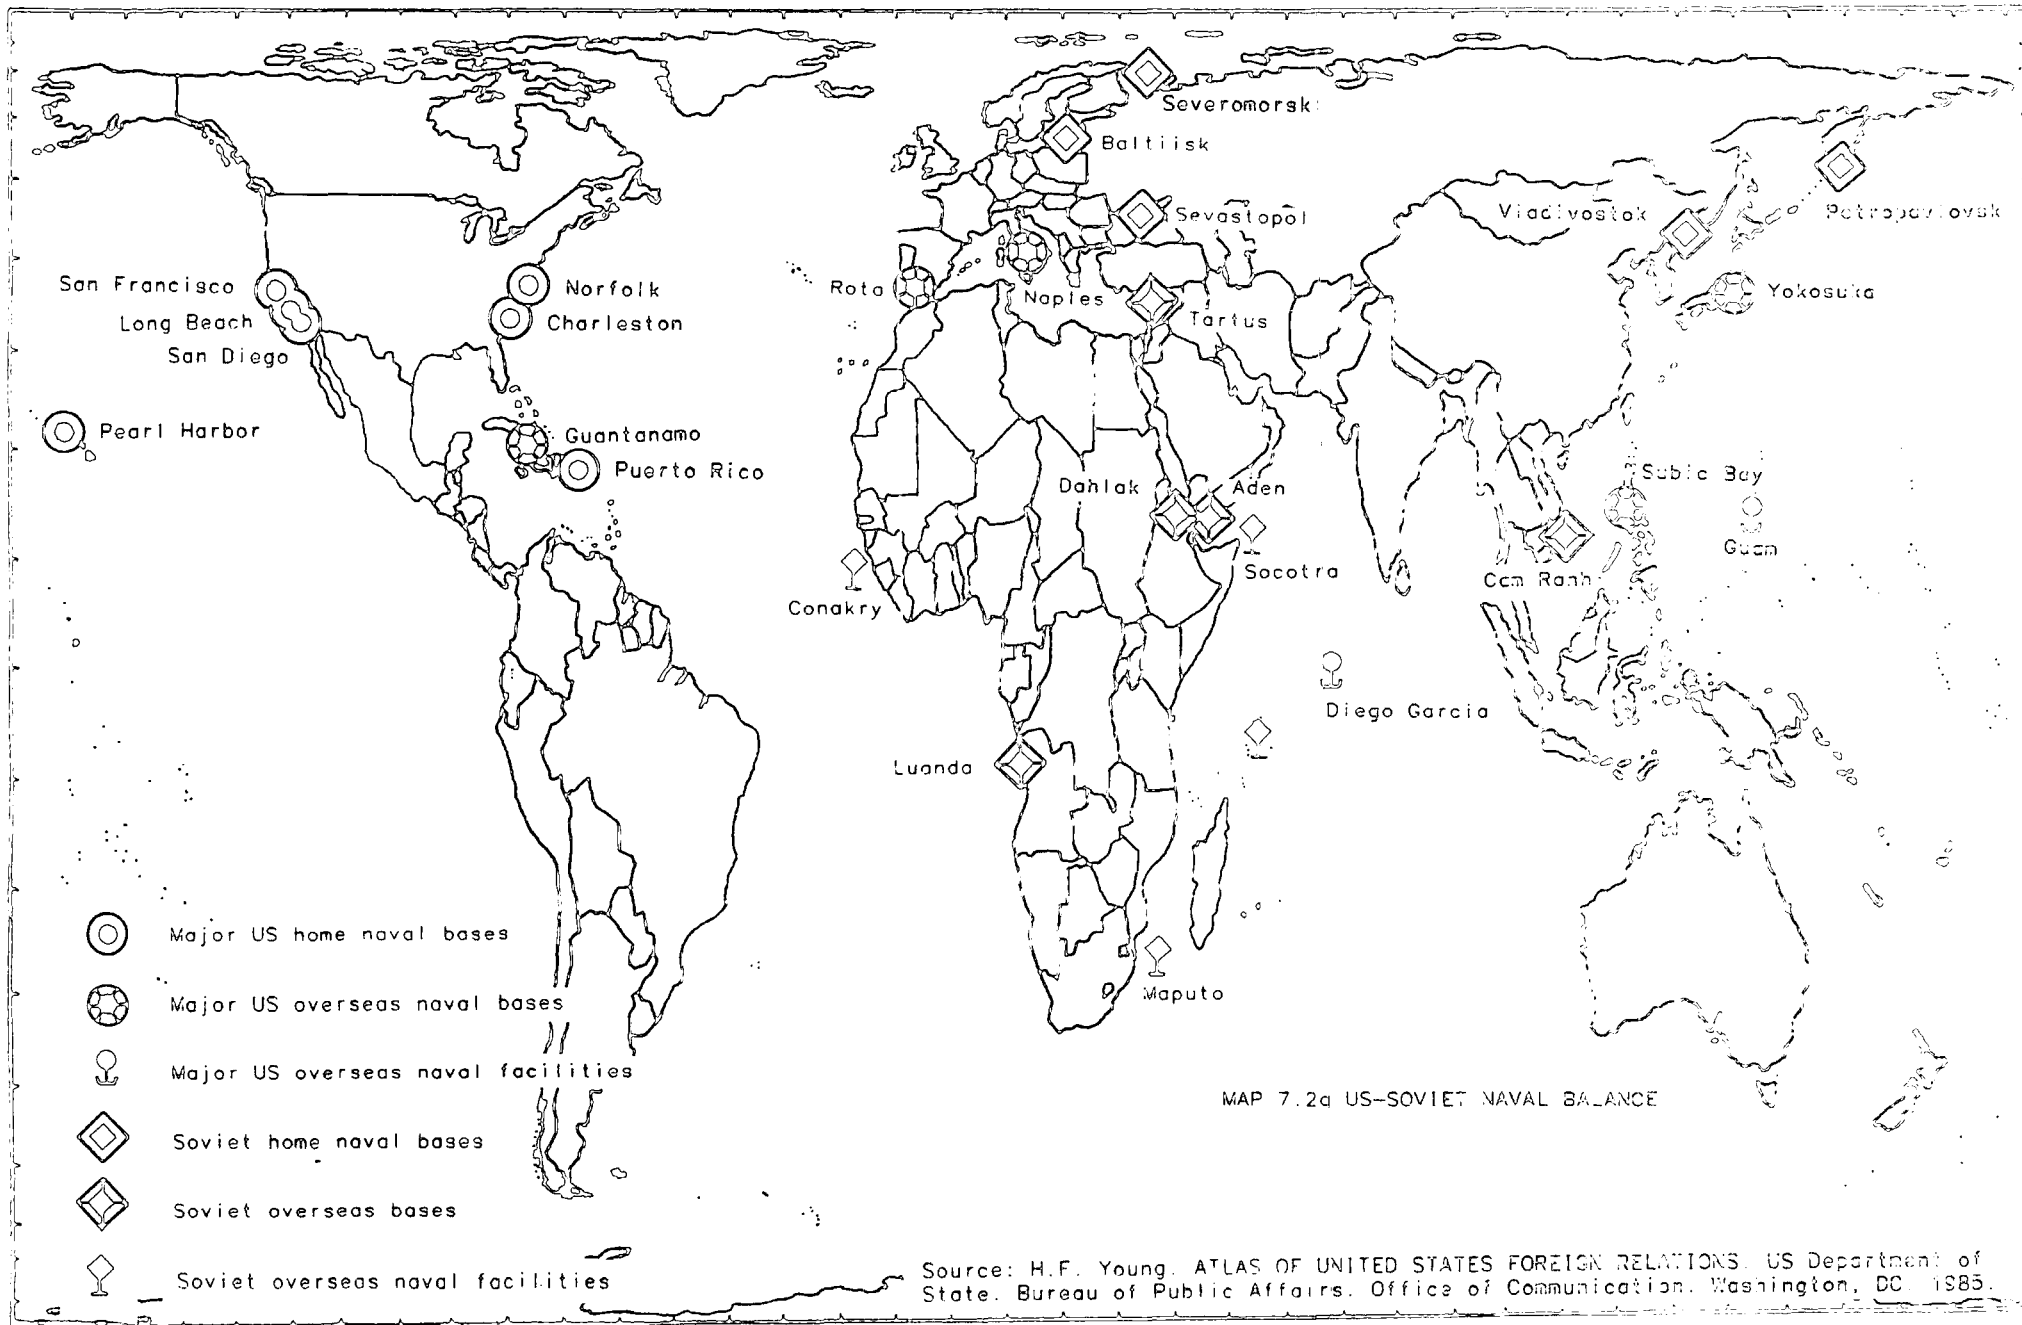 Severomorsk
Baltiisk
Sevastopol
Vladivostok
Petropavlovsk
San Francisco
Norfolk
Rota
Naples
Yokosuka
Long Beach
Charleston
Tartus
San Diego
Pearl Harbor
Guantanamo
Puerto Rico
Dahlak
Aden
Subic Bay
Guam
Conakry
Socotra
Cam Ranh
Diego Garcia
Luanda
Maputo
Major US home naval bases
Major US overseas naval bases
Major US overseas naval facilities
Soviet home naval bases
Soviet overseas bases
Soviet overseas naval facilities
MAP 7.2a US-SOVIET NAVAL BALANCE
Source: H.F. Young. ATLAS OF UNITED STATES FOREIGN RELATIONS. US Department of
State. Bureau of Public Affairs. Office of Communication. Washington, DC. 1985.